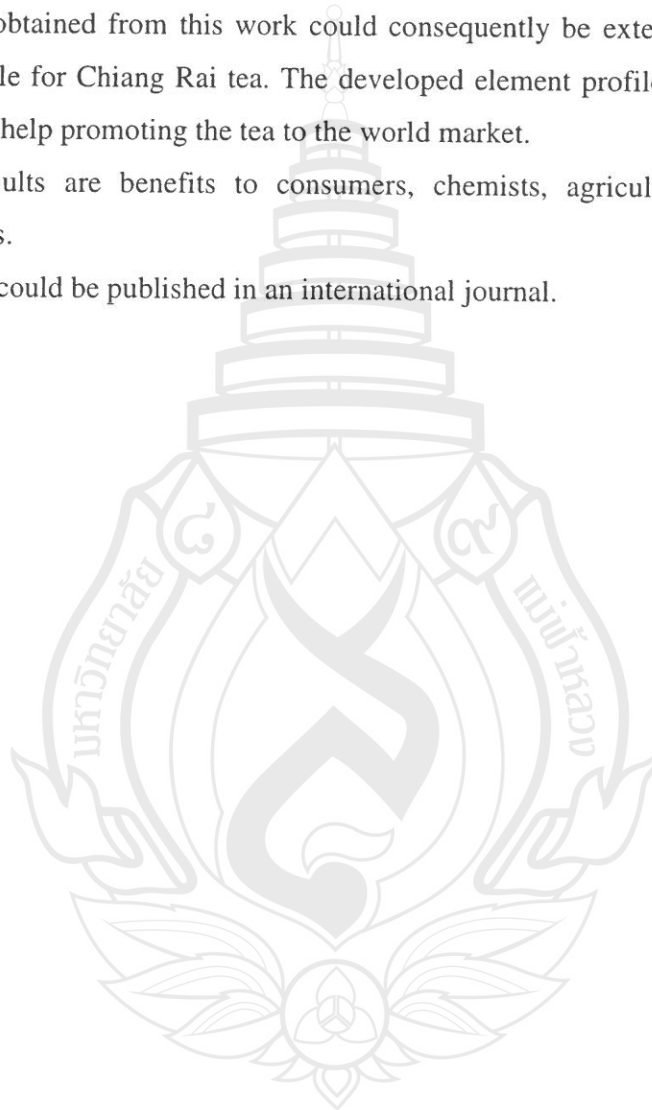 obtained from this work could consequently be exte
le for Chiang Rai tea. The developed element profil
help promoting the tea to the world market.
ults are benefits to consumers, chemists, agricul
s.
could be published in an international journal.
๘ ๙
มหาวิทยาลัย
แม่ฟ้าหลวง